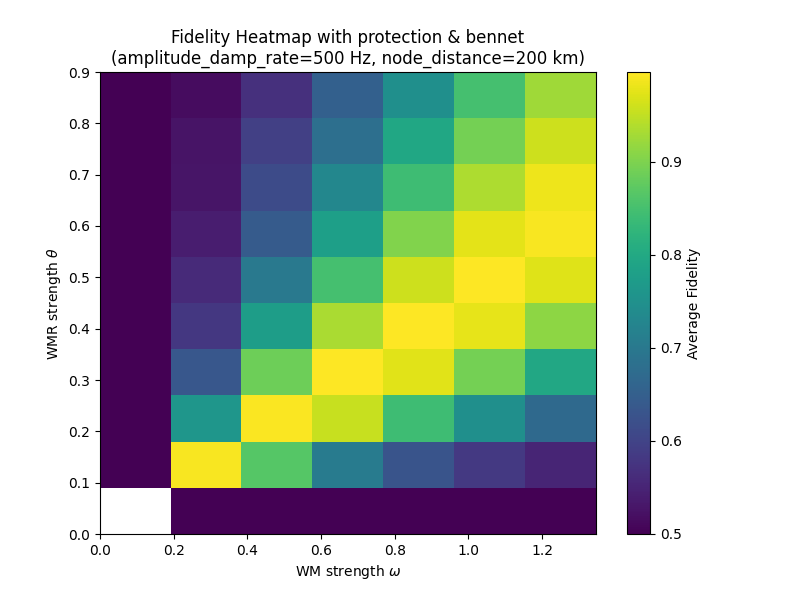 Fidelity Heatmap with protection & bennet
(amplitude_damp_rate=500 Hz, node_distance=200 km)
0.9
0.8
0.7
0.6
0.5
0.4
0.3
0.2
0.1
0.0
WMR strength θ
0.0 0.2 0.4 0.6 0.8 1.0 1.2
WM strength ω
0.9
0.8
0.7
0.6
0.5
Average Fidelity